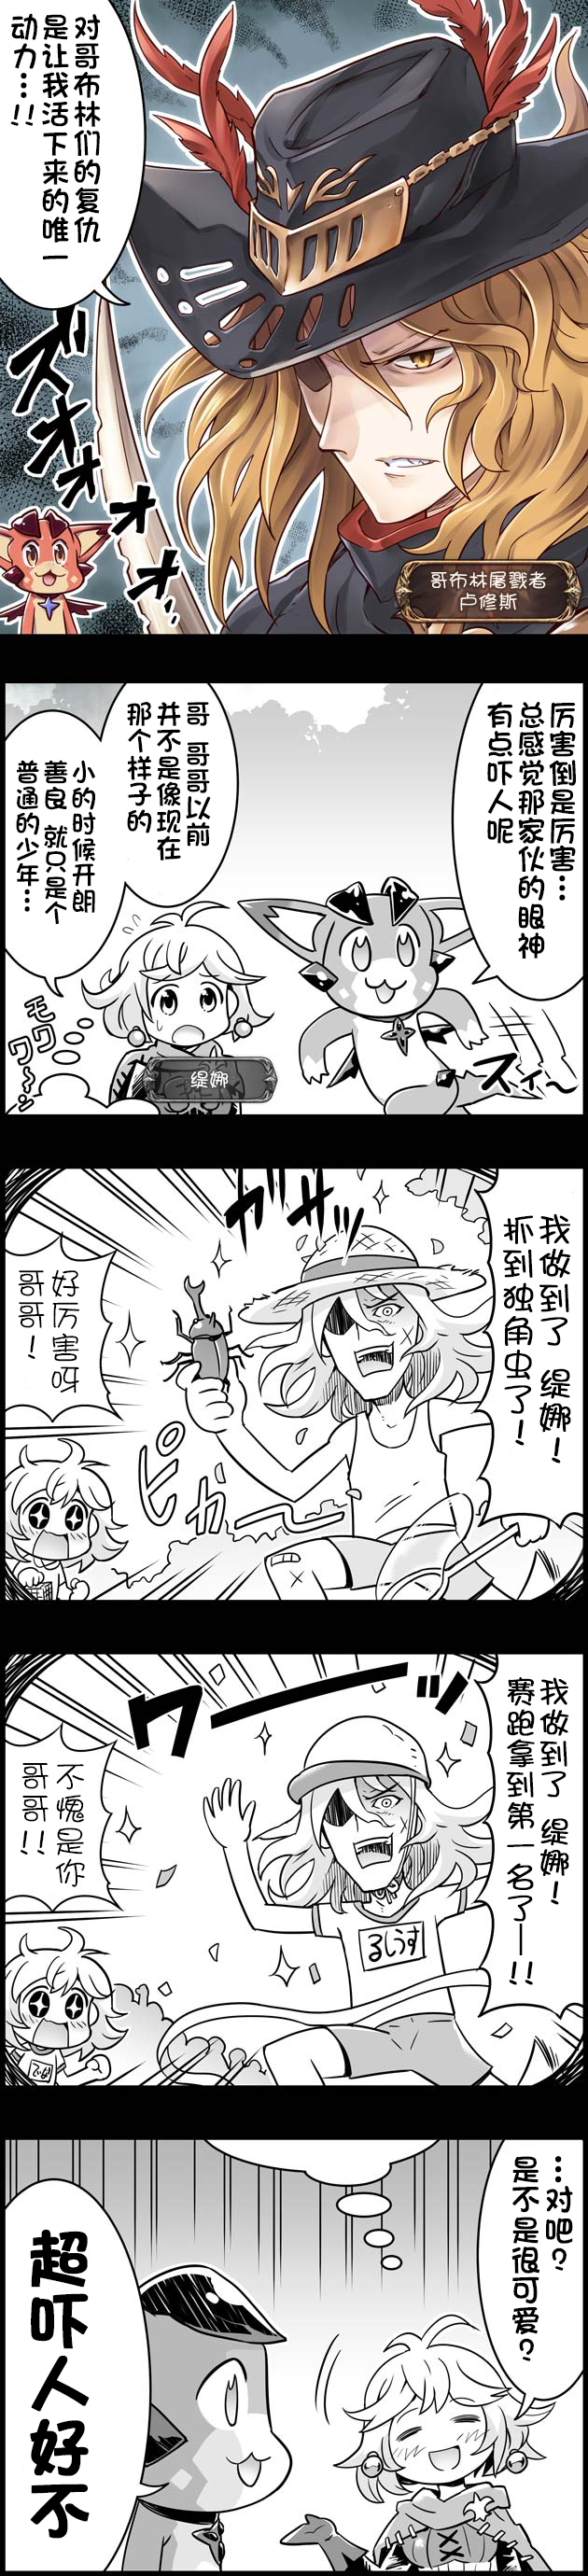 对哥布林们的复仇
是让我活下来的唯一
动力…!!
ズオオオオ…
哥布林屠戮者
卢修斯
厉害倒是厉害…
总感觉那家伙的眼神
有点吓人呢
哥 哥哥以前
并不是像现在
那个样子的
小的时候开朗
善良 就只是个
普通的少年…
モワワ〜ン
缇娜
スィ〜
我做到了 缇娜！
抓到独角虫了！
好厉害呀
哥哥！
ピカ〜
我做到了 缇娜！
赛跑拿到第一名了—!!
ワーッ
不愧是你
哥哥!!
るしうす
…对吧？
是不是很可爱？
超吓人好不